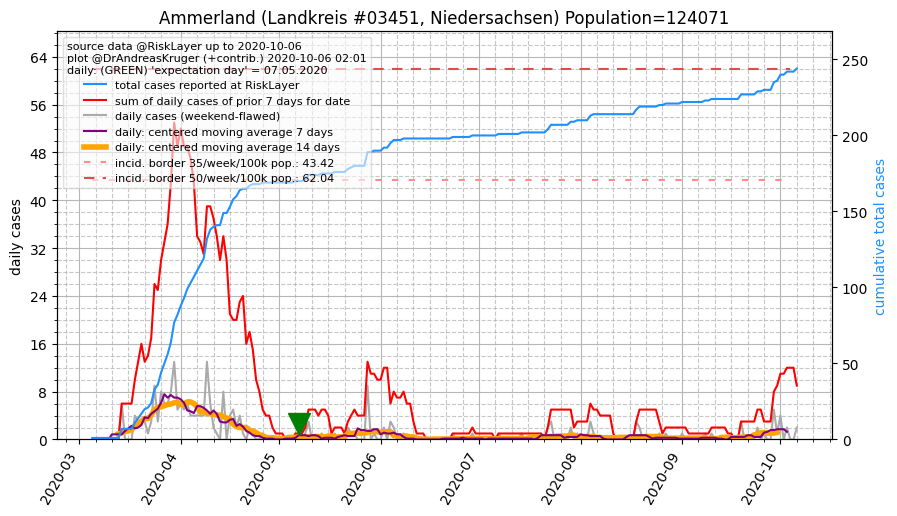 Ammerland (Landkreis #03451, Niedersachsen) Population=124071
source data @RiskLayer up to 2020-10-06
plot @DrAndreasKruger (+contrib.) 2020-10-06 02:01
daily: (GREEN) 'expectation day' = 07.05.2020
total cases reported at RiskLayer
sum of daily cases of prior 7 days for date
daily cases (weekend-flawed)
daily: centered moving average 7 days
daily: centered moving average 14 days
incid. border 35/week/100k pop.: 43.42
incid. border 50/week/100k pop.: 62.04
daily cases
64
56
48
40
32
24
16
8
0
cumulative total cases
250
200
150
100
50
0
2020-03
2020-04
2020-05
2020-06
2020-07
2020-08
2020-09
2020-10